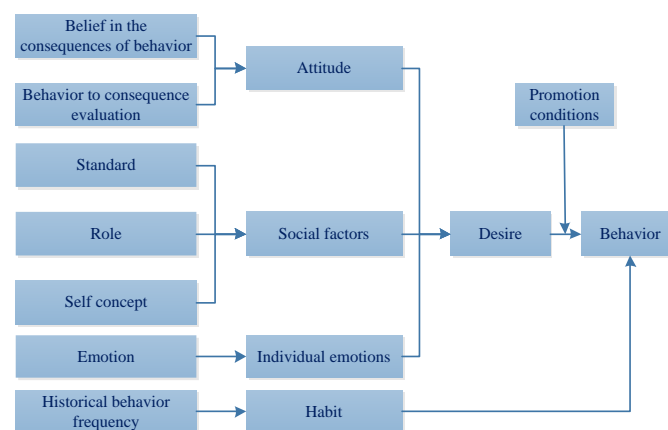 Belief in the
consequences of behavior
Behavior to consequence
evaluation
Attitude
Promotion
conditions
Standard
Role
Self concept
Social factors
Desire
Behavior
Emotion
Individual emotions
Historical behavior
frequency
Habit